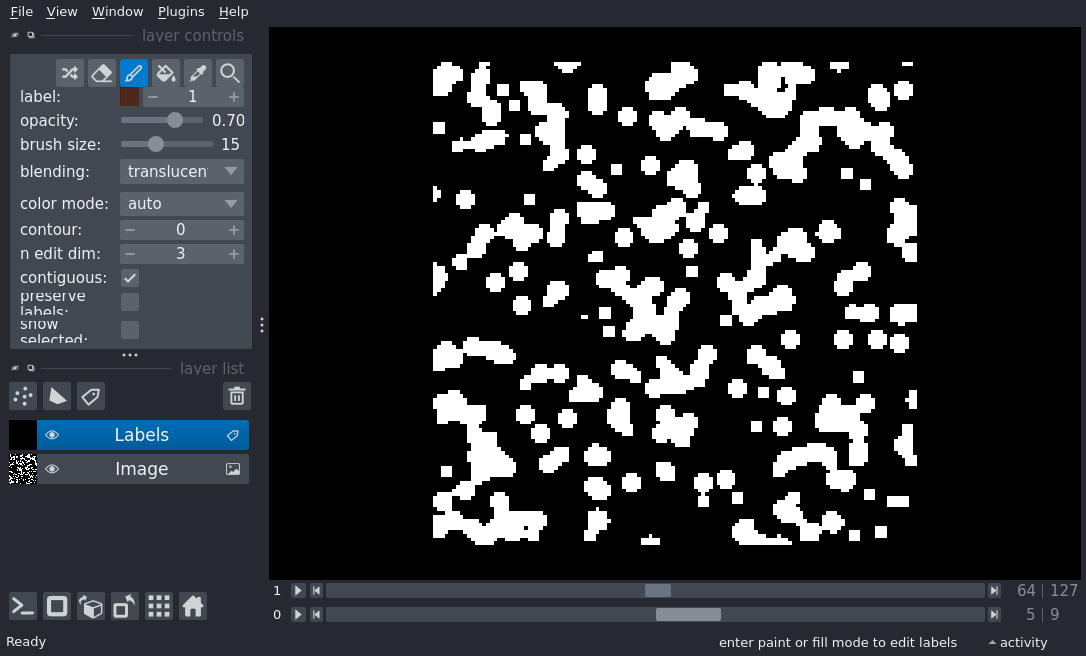 File View Window Plugins Help
layer controls
label: 1
opacity: 0.70
brush size: 15
blending: translucen
color mode: auto
contour: 0
n edit dim: 3
contiguous:
preserve
labels:
show
selected:
layer list
Labels
Image
1 64 | 127
0 5 | 9
Ready enter paint or fill mode to edit labels activity